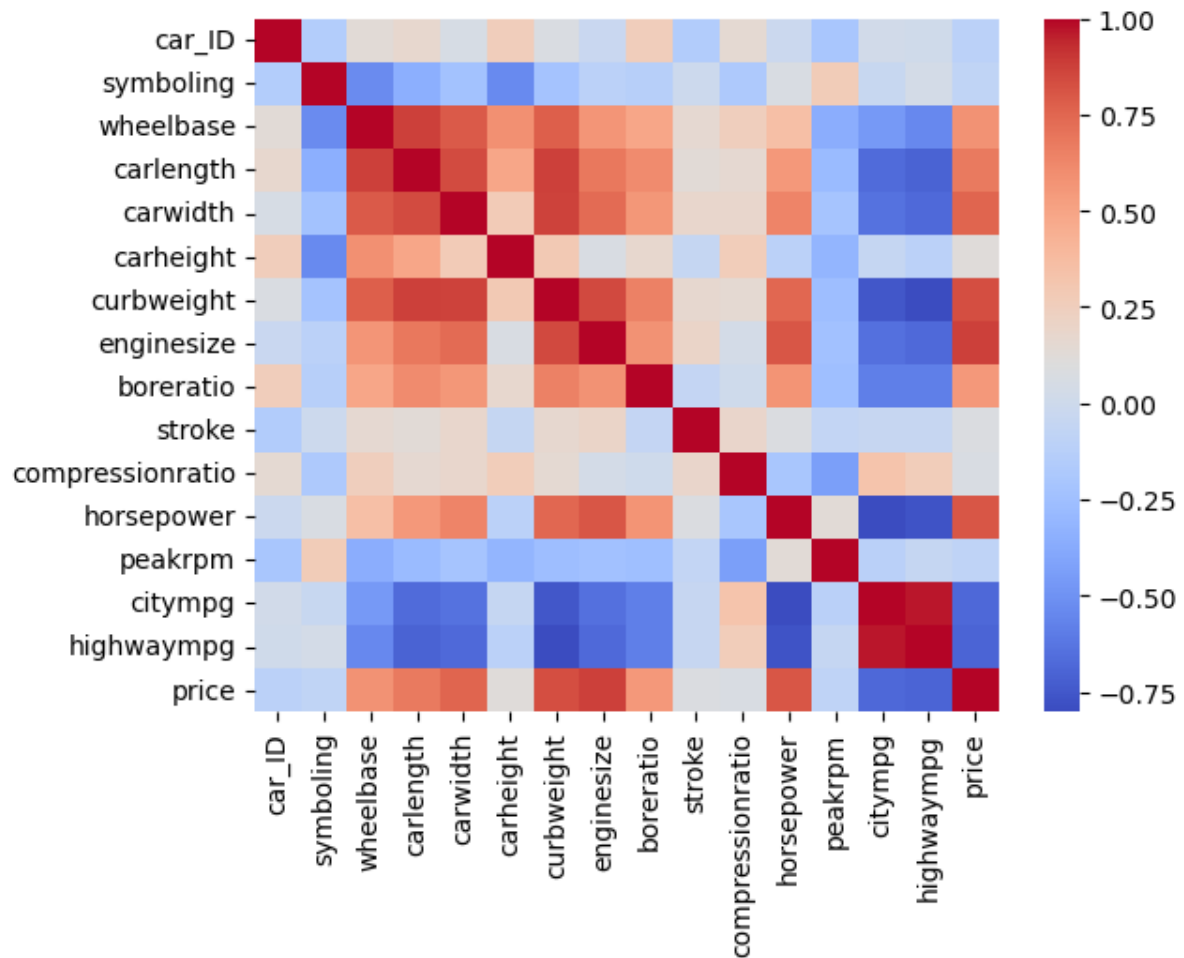 car_ID
symboling
wheelbase
carlength
carwidth
carheight
curbweight
enginesize
boreratio
stroke
compressionratio
horsepower
peakrpm
citympg
highwaympg
price
car_ID
symboling
wheelbase
carlength
carwidth
carheight
curbweight
enginesize
boreratio
stroke
compressionratio
horsepower
peakrpm
citympg
highwaympg
price
1.00
0.75
0.50
0.25
0.00
−0.25
−0.50
−0.75